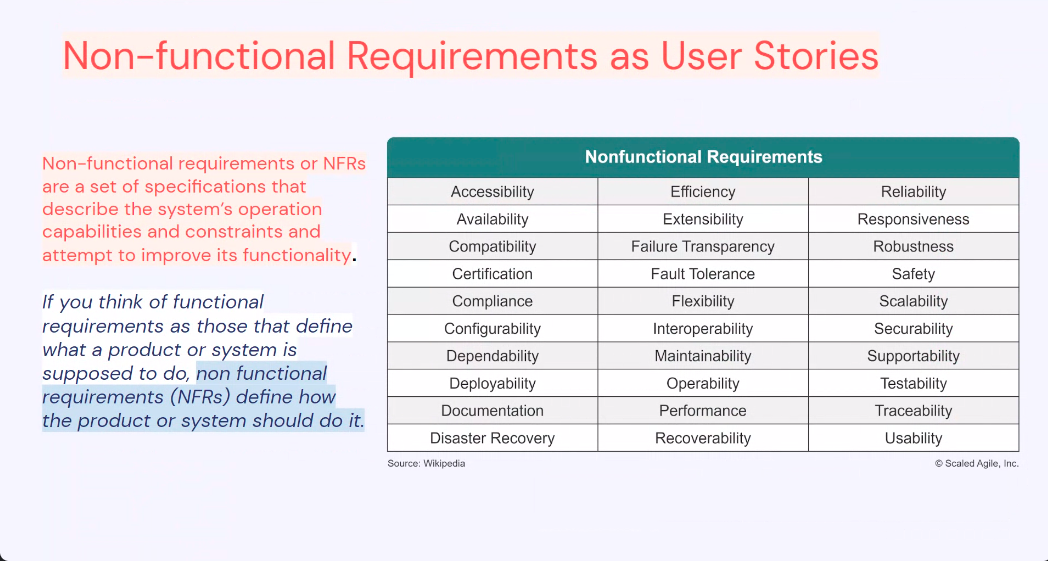 Non-functional Requirements as User Stories
Non-functional requirements or NFRs
are a set of specifications that
describe the system's operation
capabilities and constraints and
attempt to improve its functionality.
If you think of functional
requirements as those that define
what a product or system is
supposed to do, non functional
requirements (NFRs) define how
the product or system should do it.
Nonfunctional Requirements
Accessibility Efficiency Reliability
Availability Extensibility Responsiveness
Compatibility Failure Transparency Robustness
Certification Fault Tolerance Safety
Compliance Flexibility Scalability
Configurability Interoperability Securability
Dependability Maintainability Supportability
Deployability Operability Testability
Documentation Performance Traceability
Disaster Recovery Recoverability Usability
Source: Wikipedia © Scaled Agile, Inc.